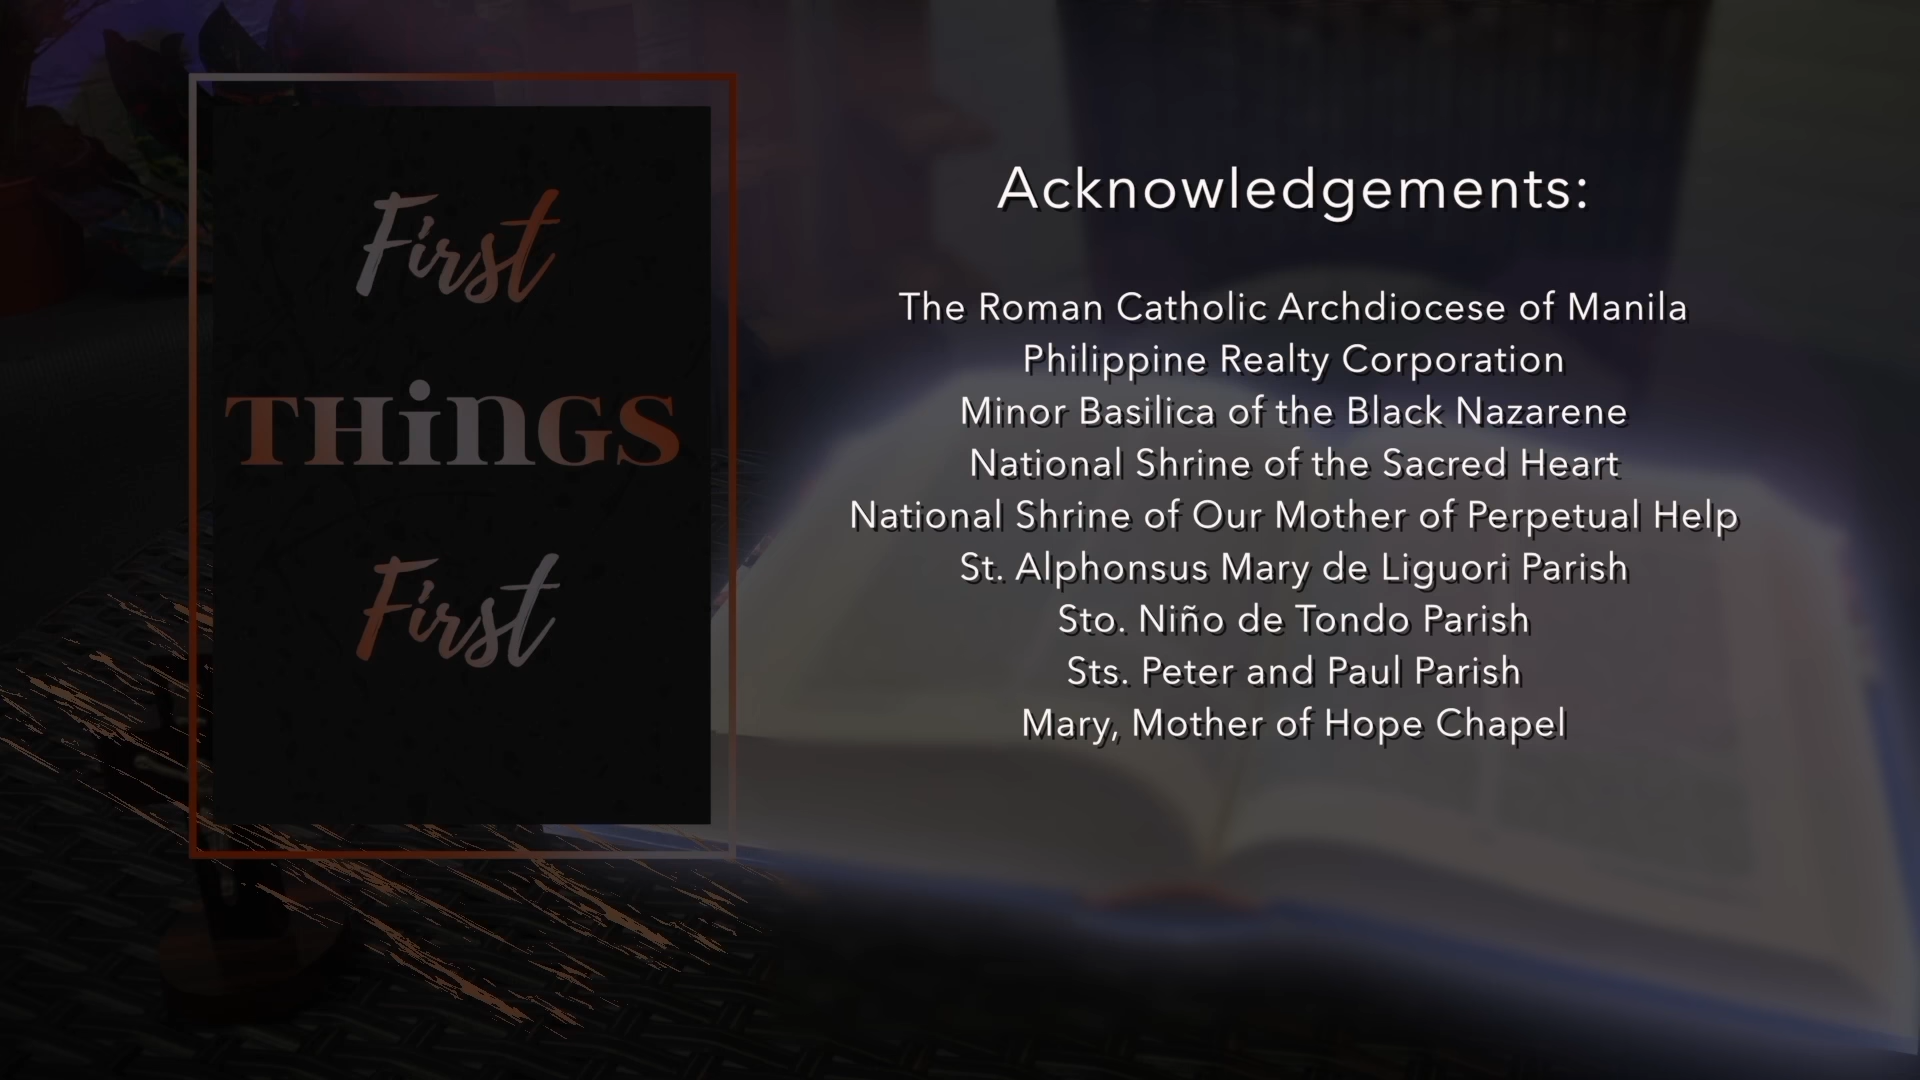 First
THiNGS
First
Acknowledgements:
The Roman Catholic Archdiocese of Manila
Philippine Realty Corporation
Minor Basilica of the Black Nazarene
National Shrine of the Sacred Heart
National Shrine of Our Mother of Perpetual Help
St. Alphonsus Mary de Liguori Parish
Sto. Niño de Tondo Parish
Sts. Peter and Paul Parish
Mary, Mother of Hope Chapel